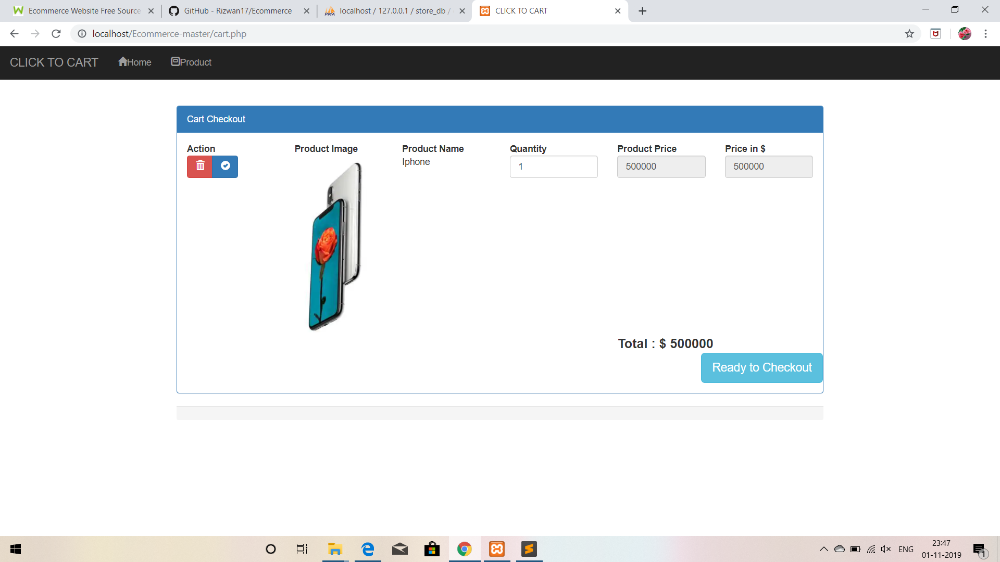 Ecommerce Website Free Source
GitHub - Rizwan17/Ecommerce
PMA localhost / 127.0.0.1 / store_db /
CLICK TO CART
localhost/Ecommerce-master/cart.php
CLICK TO CART Home Product
Cart Checkout
Action Product Image Product Name Quantity Product Price Price in $
Iphone 1 500000 500000
Total : $ 500000
Ready to Checkout
ENG
23:47
01-11-2019
1